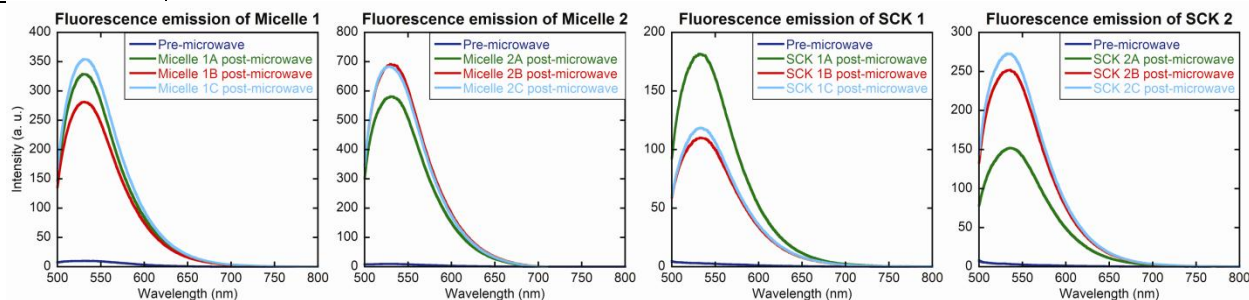 Fluorescence emission of Micelle 1
400
350
300
250
200
150
100
50
0
Intensity (a. u.)
Pre-microwave
Micelle 1A post-microwave
Micelle 1B post-microwave
Micelle 1C post-microwave
500 550 600 650 700 750 800
Wavelength (nm)
Fluorescence emission of Micelle 2
800
700
600
500
400
300
200
100
0
Pre-microwave
Micelle 2A post-microwave
Micelle 2B post-microwave
Micelle 2C post-microwave
500 550 600 650 700 750 800
Wavelength (nm)
Fluorescence emission of SCK 1
200
150
100
50
0
Pre-microwave
SCK 1A post-microwave
SCK 1B post-microwave
SCK 1C post-microwave
500 550 600 650 700 750 800
Wavelength (nm)
Fluorescence emission of SCK 2
300
250
200
150
100
50
0
Pre-microwave
SCK 2A post-microwave
SCK 2B post-microwave
SCK 2C post-microwave
500 550 600 650 700 750 800
Wavelength (nm)